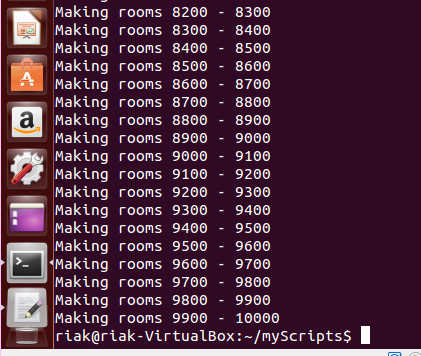 Making rooms 8200 - 8300
Making rooms 8300 - 8400
Making rooms 8400 - 8500
Making rooms 8500 - 8600
Making rooms 8600 - 8700
Making rooms 8700 - 8800
Making rooms 8800 - 8900
Making rooms 8900 - 9000
Making rooms 9000 - 9100
Making rooms 9100 - 9200
Making rooms 9200 - 9300
Making rooms 9300 - 9400
Making rooms 9400 - 9500
Making rooms 9500 - 9600
Making rooms 9600 - 9700
Making rooms 9700 - 9800
Making rooms 9800 - 9900
Making rooms 9900 - 10000
riak@riak-VirtualBox:~/myScripts$